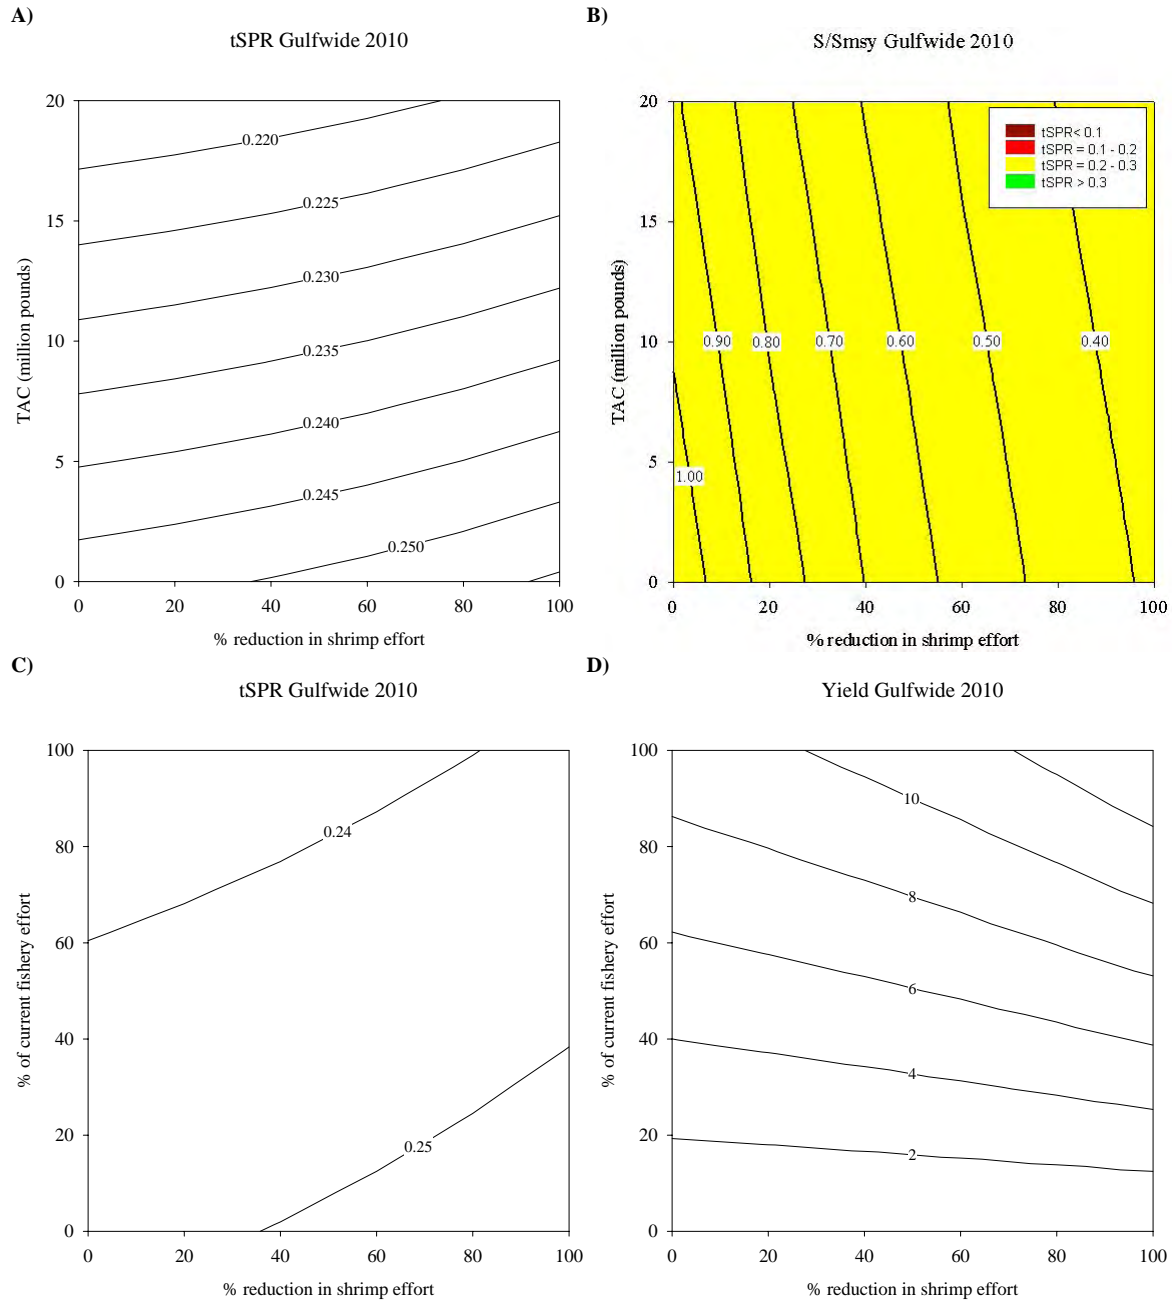 A)
tSPR Gulfwide 2010
20
15
10
5
0
TAC (million pounds)
0.220
0.225
0.230
0.235
0.240
0.245
0.250
0 20 40 60 80 100
% reduction in shrimp effort
B)
S/Smsy Gulfwide 2010
20
15
10
5
0
TAC (million pounds)
tSPR< 0.1
tSPR = 0.1 - 0.2
tSPR = 0.2 - 0.3
tSPR > 0.3
0.90 0.80 0.70 0.60 0.50 0.40
1.00
0 20 40 60 80 100
% reduction in shrimp effort
C)
tSPR Gulfwide 2010
100
80
60
40
20
0
% of current fishery effort
0.24
0.25
0 20 40 60 80 100
% reduction in shrimp effort
D)
Yield Gulfwide 2010
100
80
60
40
20
0
% of current fishery effort
10
8
6
4
2
0 20 40 60 80 100
% reduction in shrimp effort